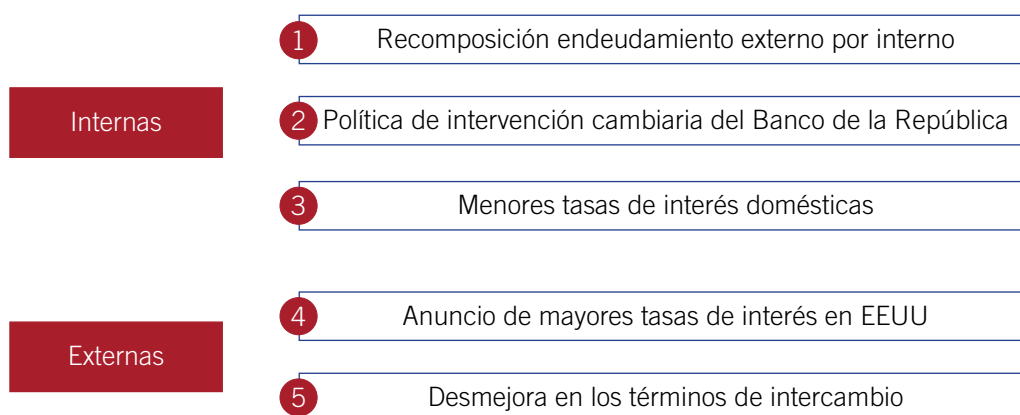 1 Recomposición endeudamiento externo por interno
Internas
2 Política de intervención cambiaria del Banco de la República
3 Menores tasas de interés domésticas
4 Anuncio de mayores tasas de interés en EEUU
Externas
5 Desmejora en los términos de intercambio